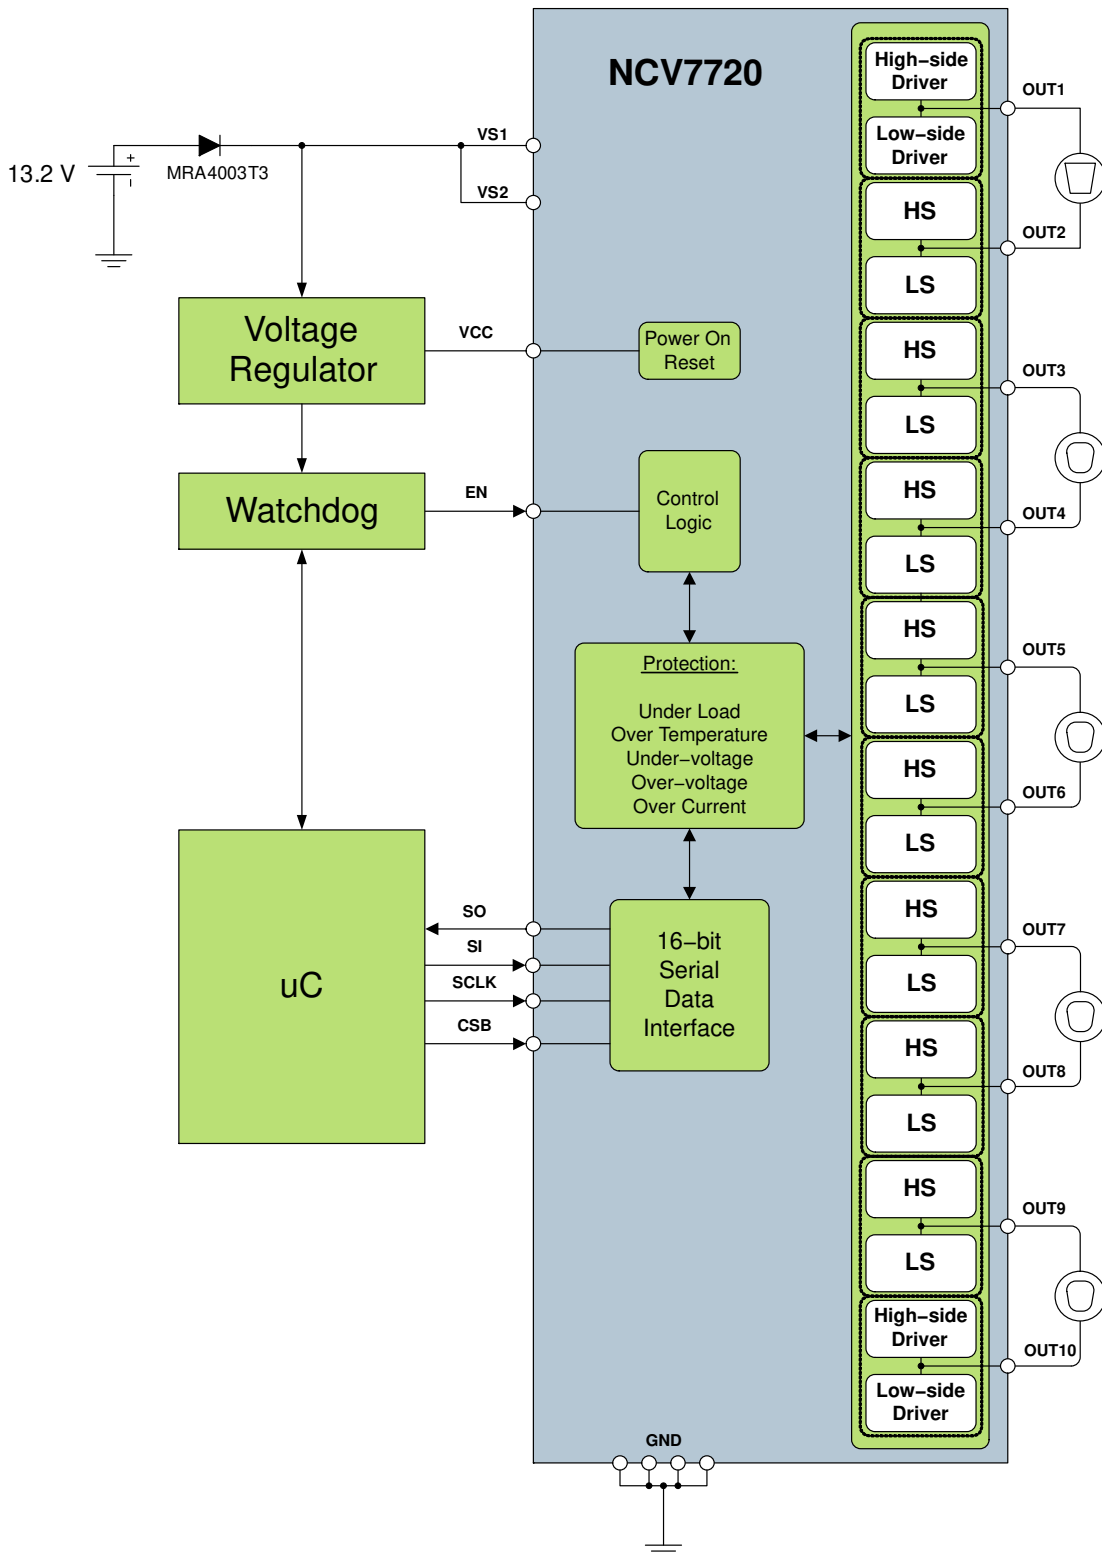 NCV7720
13.2 V
+
MRA4003T3
VS1
VS2
Voltage
Regulator
VCC
Power On
Reset
Watchdog
EN
Control
Logic
Protection:
Under Load
Over Temperature
Under−voltage
Over−voltage
Over Current
uC
SO
SI
SCLK
CSB
16−bit
Serial
Data
Interface
GND
High−side
Driver
OUT1
Low−side
Driver
HS
OUT2
LS
HS
OUT3
LS
HS
OUT4
LS
HS
OUT5
LS
HS
OUT6
LS
HS
OUT7
LS
HS
OUT8
LS
HS
OUT9
LS
High−side
Driver
OUT10
Low−side
Driver